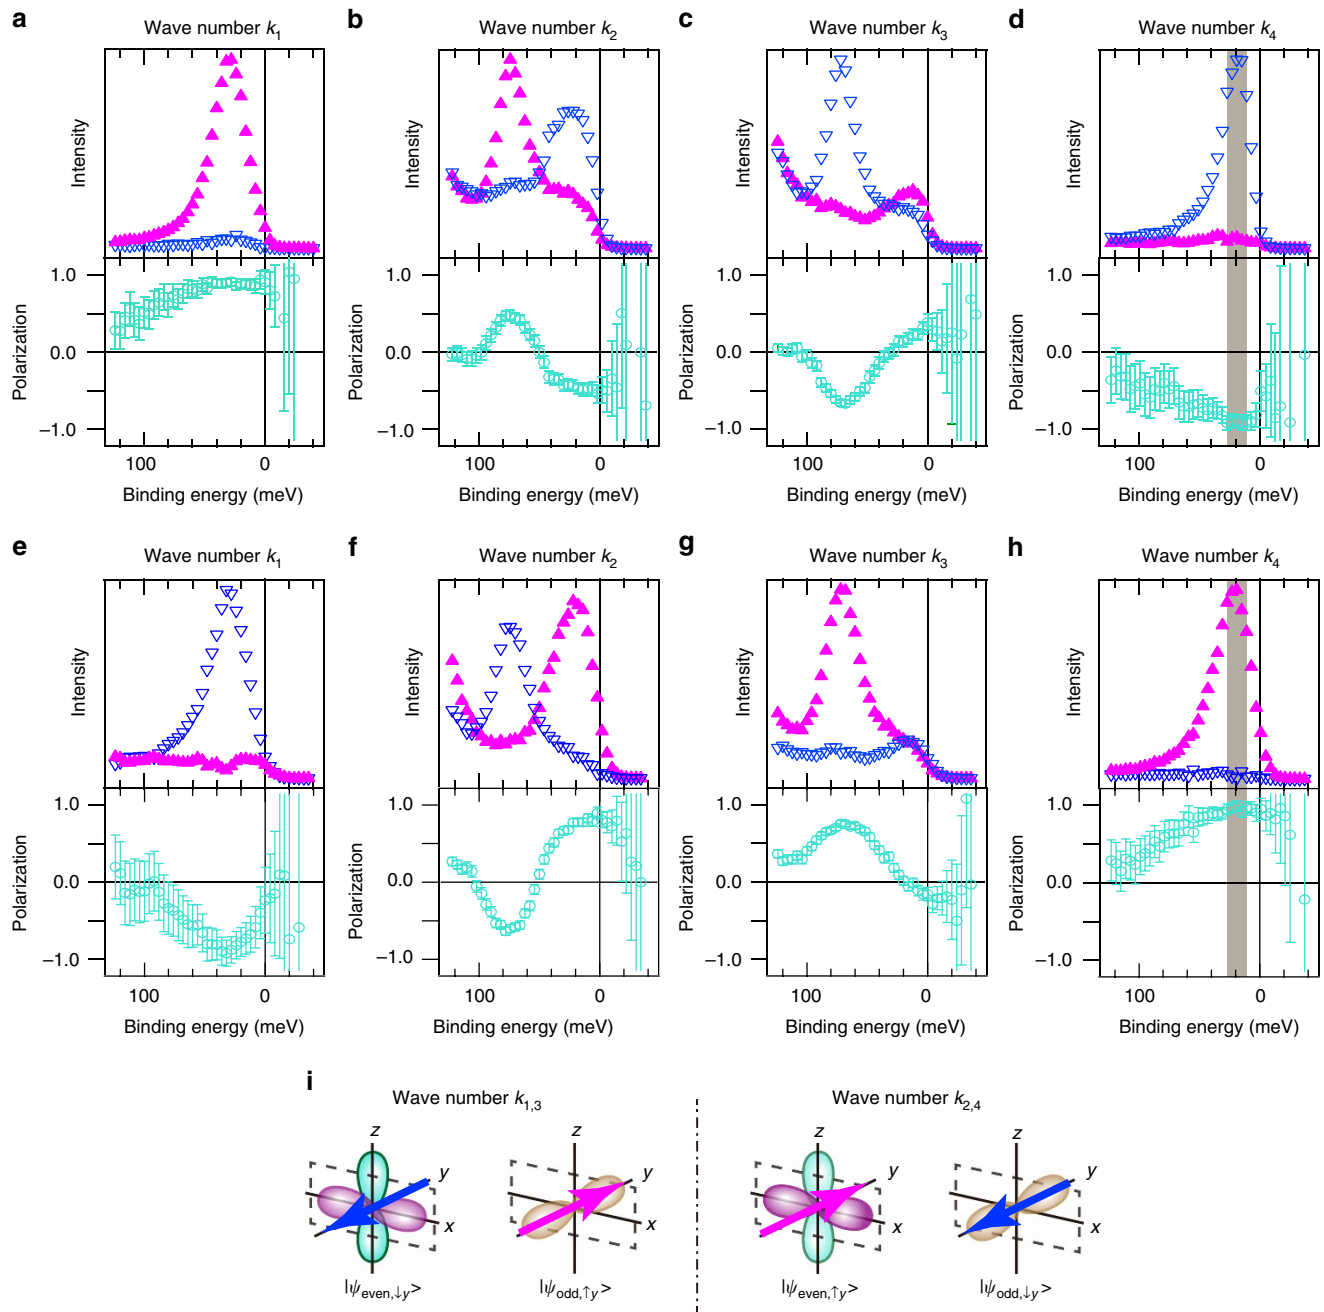 a
Wave number k1
Intensity
1.0
0.0
−1.0
Polarization
100
0
Binding energy (meV)
b
Wave number k2
Intensity
1.0
0.0
−1.0
Polarization
100
0
Binding energy (meV)
c
Wave number k3
Intensity
1.0
0.0
−1.0
Polarization
100
0
Binding energy (meV)
d
Wave number k4
Intensity
1.0
0.0
−1.0
Polarization
100
0
Binding energy (meV)
e
Wave number k1
Intensity
1.0
0.0
−1.0
Polarization
100
0
Binding energy (meV)
f
Wave number k2
Intensity
1.0
0.0
−1.0
Polarization
100
0
Binding energy (meV)
g
Wave number k3
Intensity
1.0
0.0
−1.0
Polarization
100
0
Binding energy (meV)
h
Wave number k4
Intensity
1.0
0.0
−1.0
Polarization
100
0
Binding energy (meV)
i
Wave number k1,3
z
y
x
|ψeven,↓y>
z
y
x
|ψodd,↑y>
Wave number k2,4
z
y
x
|ψeven,↑y>
z
y
x
|ψodd,↓y>